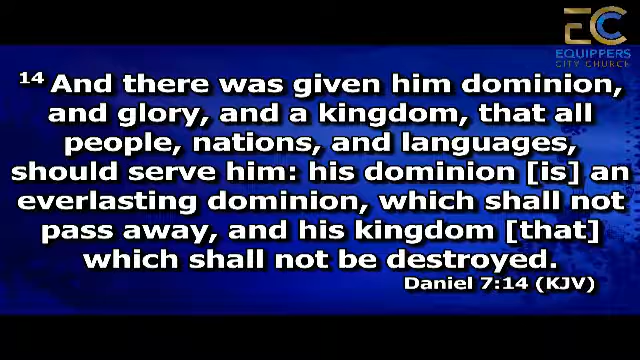 EC
EQUIPPERS
CITY CHURCH
14 And there was given him dominion,
and glory, and a kingdom, that all
people, nations, and languages,
should serve him: his dominion [is] an
everlasting dominion, which shall not
pass away, and his kingdom [that]
which shall not be destroyed.
Daniel 7:14 (KJV)